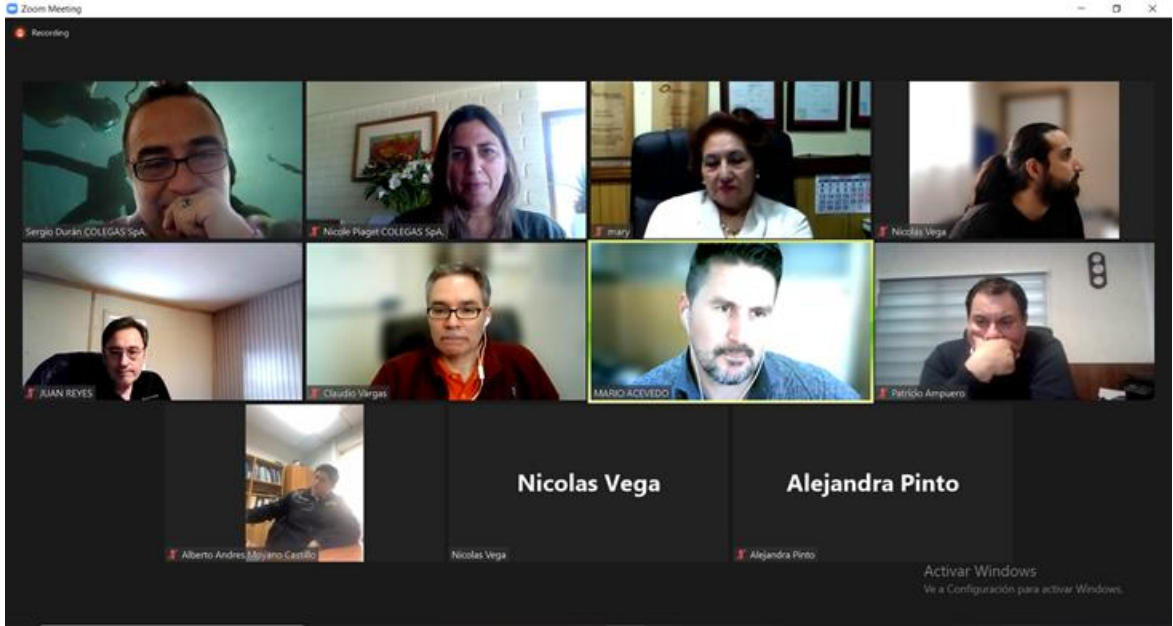 Zoom Meeting
Recording
Sergio Durán COLEGAS SpA.
Nicole Piaget COLEGAS SpA.
mary
Nicolás Vega
JUAN REYES
Claudio Vargas
MARIO ACEVEDO
Patricio Ampuero
Alberto Andres Moyano Castillo
Nicolas Vega
Nicolas Vega
Alejandra Pinto
Alejandra Pinto
Activar Windows
Ve a Configuración para activar Windows.